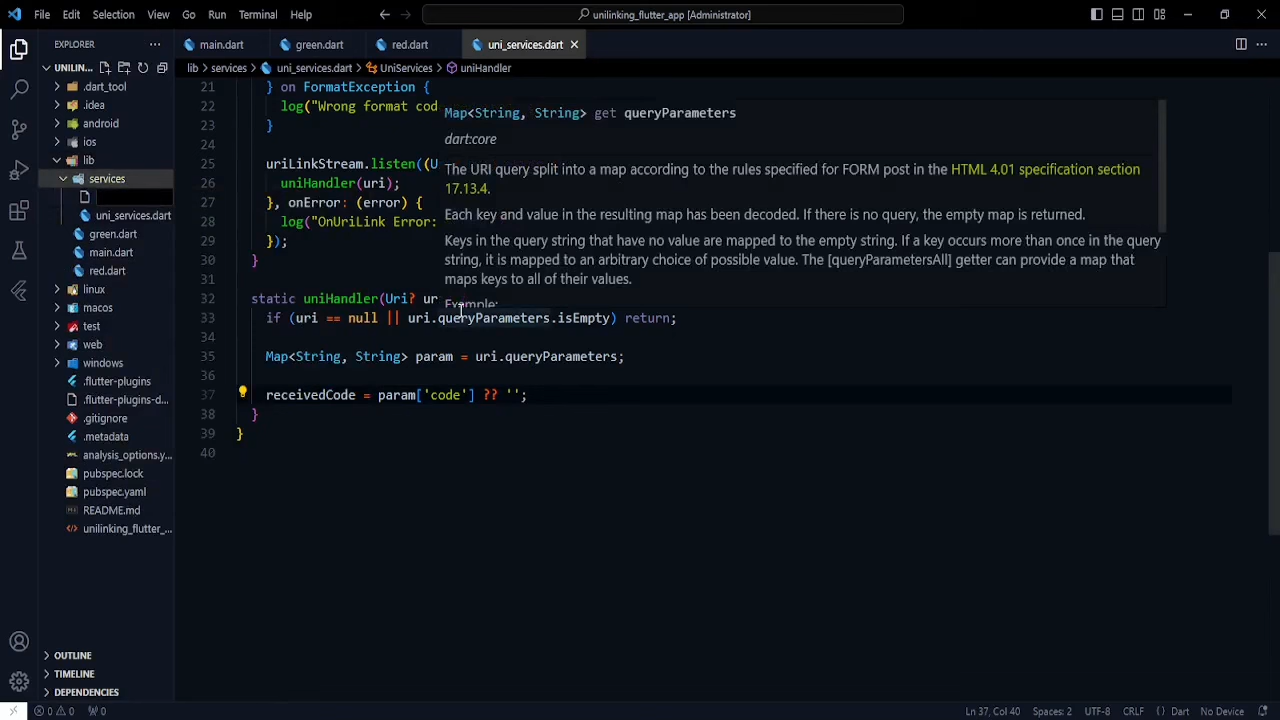 File Edit Selection View Go Run Terminal Help
unilinking_flutter_app [Administrator]
EXPLORER
main.dart
green.dart
red.dart
uni_services.dart
UNILIN...
lib > services > uni_services.dart > UniServices > uniHandler
.dart_tool
.idea
android
ios
lib
services
uni_services.dart
green.dart
main.dart
red.dart
linux
macos
test
web
windows
.flutter-plugins
.flutter-plugins-d...
.gitignore
.metadata
analysis_options.y...
pubspec.lock
pubspec.yaml
README.md
unilinking_flutter_...
OUTLINE
TIMELINE
DEPENDENCIES
21 } on FormatException {
22 log("Wrong format cod
23 }
24
25 uriLinkStream.listen((U
26 uniHandler(uri);
27 }, onError: (error) {
28 log("OnUriLink Error:
29 });
30 }
31
32 static uniHandler(Uri? ur
33 if (uri == null || uri.queryParameters.isEmpty) return;
34
35 Map<String, String> param = uri.queryParameters;
36
37 receivedCode = param['code'] ?? '';
38 }
39 }
40
Map<String, String> get queryParameters
dart:core
The URI query split into a map according to the rules specified for FORM post in the HTML 4.01 specification section
17.13.4.
Each key and value in the resulting map has been decoded. If there is no query, the empty map is returned.
Keys in the query string that have no value are mapped to the empty string. If a key occurs more than once in the query
string, it is mapped to an arbitrary choice of possible value. The [queryParametersAll] getter can provide a map that
maps keys to all of their values.
Example:
0 0 0
Ln 37, Col 40 Spaces: 2 UTF-8 CRLF {} Dart No Device